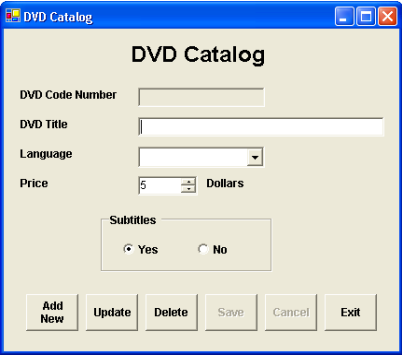 DVD Catalog
DVD Catalog
DVD Code Number
DVD Title
Language
Price 5 Dollars
Subtitles
Yes No
Add New Update Delete Save Cancel Exit